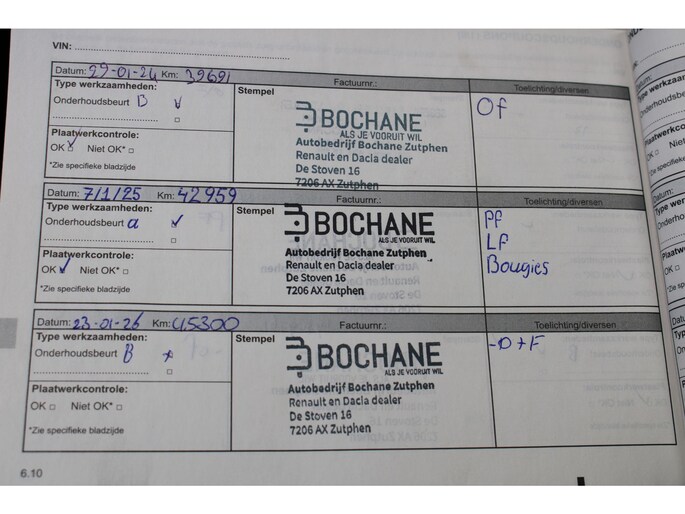 VIN:
Datum: 29-01-24 Km: 39691 Factuurnr.: Toelichting/diversen
Type werkzaamheden:
Onderhoudsbeurt B
Stempel
BOCHANE
ALS JE VOORUIT WIL
Autobedrijf Bochane Zutphen
Renault en Dacia dealer
De Stoven 16
7206 AX Zutphen
Of
Plaatwerkcontrole:
OK Niet OK*
*Zie specifieke bladzijde
Datum: 7/1/25 Km: 42959 Factuurnr.: Toelichting/diversen
Type werkzaamheden:
Onderhoudsbeurt a
Stempel
BOCHANE
ALS JE VOORUIT WIL
Autobedrijf Bochane Zutphen
Renault en Dacia dealer
De Stoven 16
7206 AX Zutphen
Pf
Lf
Bougies
Plaatwerkcontrole:
OK Niet OK*
*Zie specifieke bladzijde
Datum: 23-01-26 Km: 45300 Factuurnr.: Toelichting/diversen
Type werkzaamheden:
Onderhoudsbeurt B
Stempel
BOCHANE
ALS JE VOORUIT WIL
Autobedrijf Bochane Zutphen
Renault en Dacia dealer
De Stoven 16
7206 AX Zutphen
-O+F
Plaatwerkcontrole:
OK Niet OK*
*Zie specifieke bladzijde
6.10